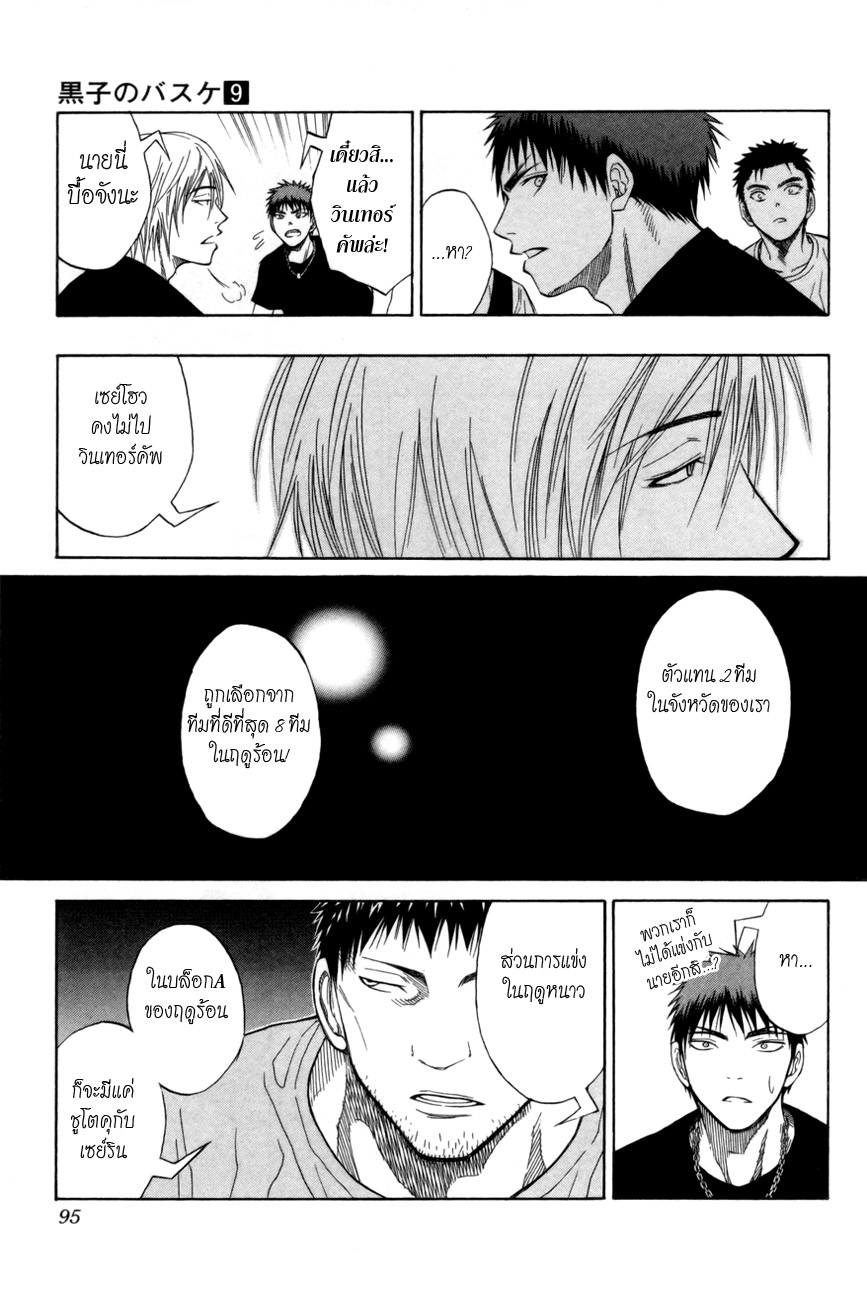 黒子のバスケ9
...หา?
เดี๋ยวสิ...
แล้ว
วินเทอร์
คัพล่ะ!
นายนี่
บื้อจังนะ
เซย์โฮว
คงไม่ไป
วินเทอร์คัพ
ตัวแทน 2 ทีม
ในจังหวัดของเรา
ถูกเลือกจาก
ทีมที่ดีที่สุด 8 ทีม
ในฤดูร้อน!
หา...
พวกเราก็
ไม่ได้แข่งกับ
นายอีกสิ...?
ส่วนการแข่ง
ในฤดูหนาว
ในบล็อกA
ของฤดูร้อน
ก็จะมีแค่
ชูโตคุกับ
เซย์ริน
95